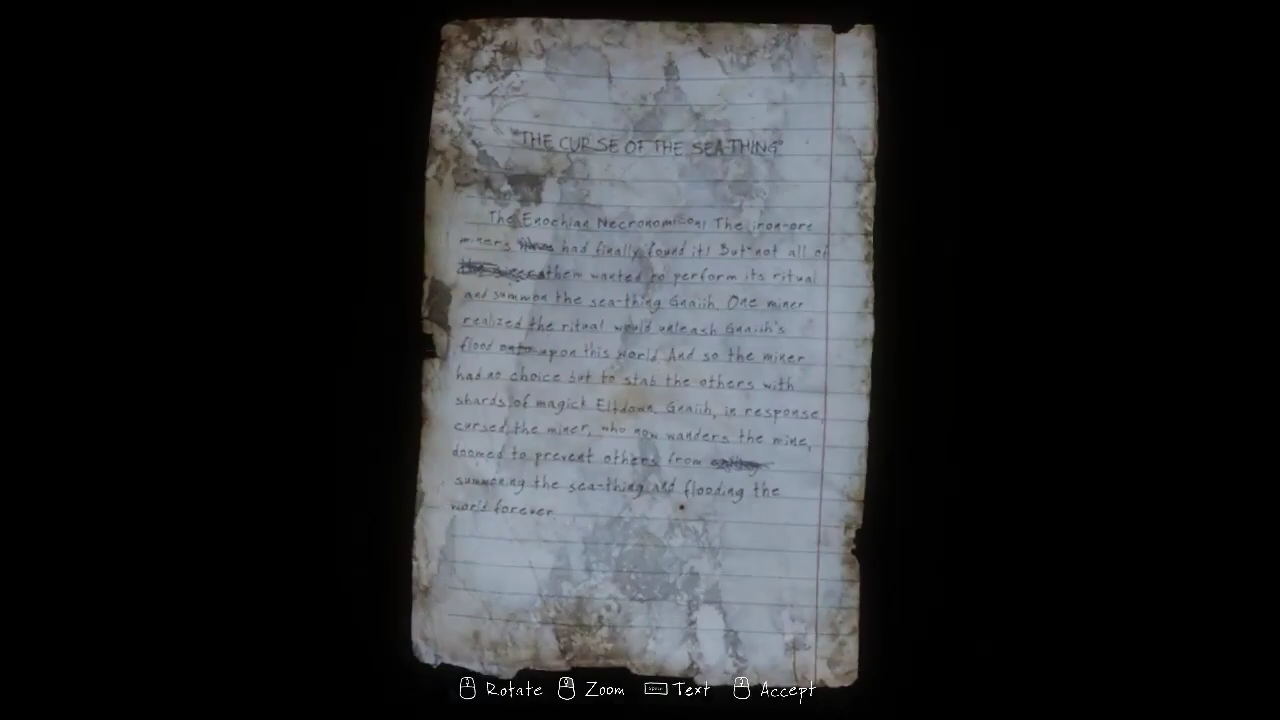 "THE CURSE OF THE SEA-THING"
The Enochian Necronomicon! The iron-ore
miners had finally found it! But not all of
them wanted to perform its ritual
and summon the sea-thing Gnaiih. One miner
realized the ritual would unleash Gnaiih's
flood onto upon this world. And so the miner
had no choice but to stab the others with
shards of magick Eltdown. Gnaiih, in response,
cursed the miner, who now wanders the mine,
doomed to prevent others from
summoning the sea-thing and flooding the
world forever.
Rotate Zoom Text Accept